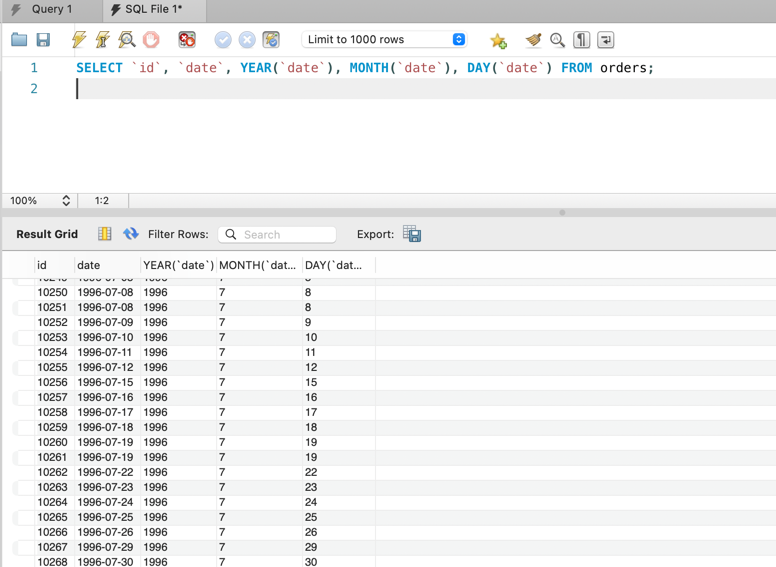 Query 1
SQL File 1*
Limit to 1000 rows
1 SELECT `id`, `date`, YEAR(`date`), MONTH(`date`), DAY(`date`) FROM orders;
2
100% 1:2
Result Grid Filter Rows: Search Export:
id date YEAR(`date`) MONTH(`dat... DAY(`dat...
10250 1996-07-08 1996 7 8
10251 1996-07-08 1996 7 8
10252 1996-07-09 1996 7 9
10253 1996-07-10 1996 7 10
10254 1996-07-11 1996 7 11
10255 1996-07-12 1996 7 12
10256 1996-07-15 1996 7 15
10257 1996-07-16 1996 7 16
10258 1996-07-17 1996 7 17
10259 1996-07-18 1996 7 18
10260 1996-07-19 1996 7 19
10261 1996-07-19 1996 7 19
10262 1996-07-22 1996 7 22
10263 1996-07-23 1996 7 23
10264 1996-07-24 1996 7 24
10265 1996-07-25 1996 7 25
10266 1996-07-26 1996 7 26
10267 1996-07-29 1996 7 29
10268 1996-07-30 1996 7 30